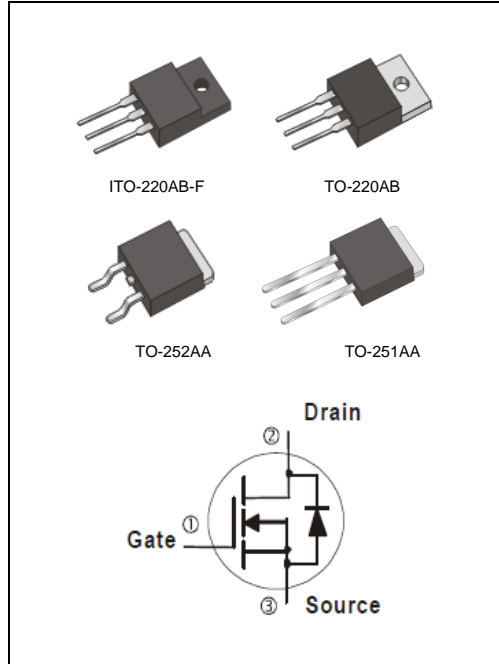 ITO-220AB-F
TO-220AB
TO-252AA
TO-251AA
Drain
②
①
Gate
③
Source